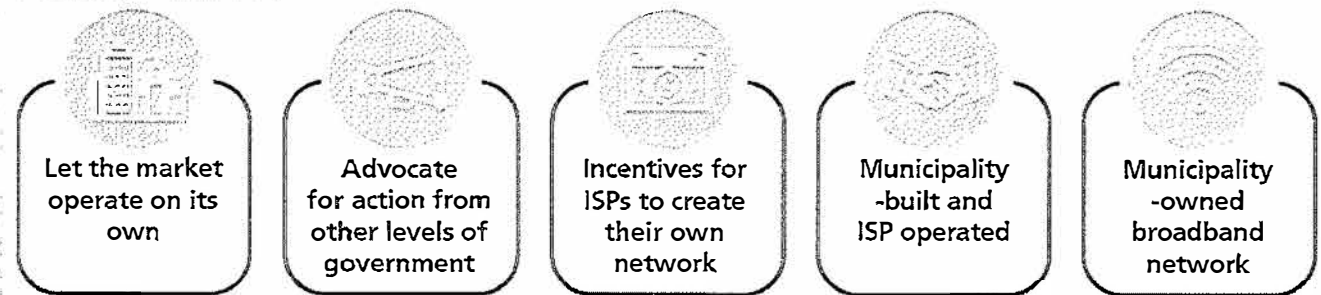 Let the market
operate on its
own
Advocate
for action from
other levels of
government
Incentives for
ISPs to create
their own
network
Municipality
-built and
ISP operated
Municipality
-owned
broadband
network